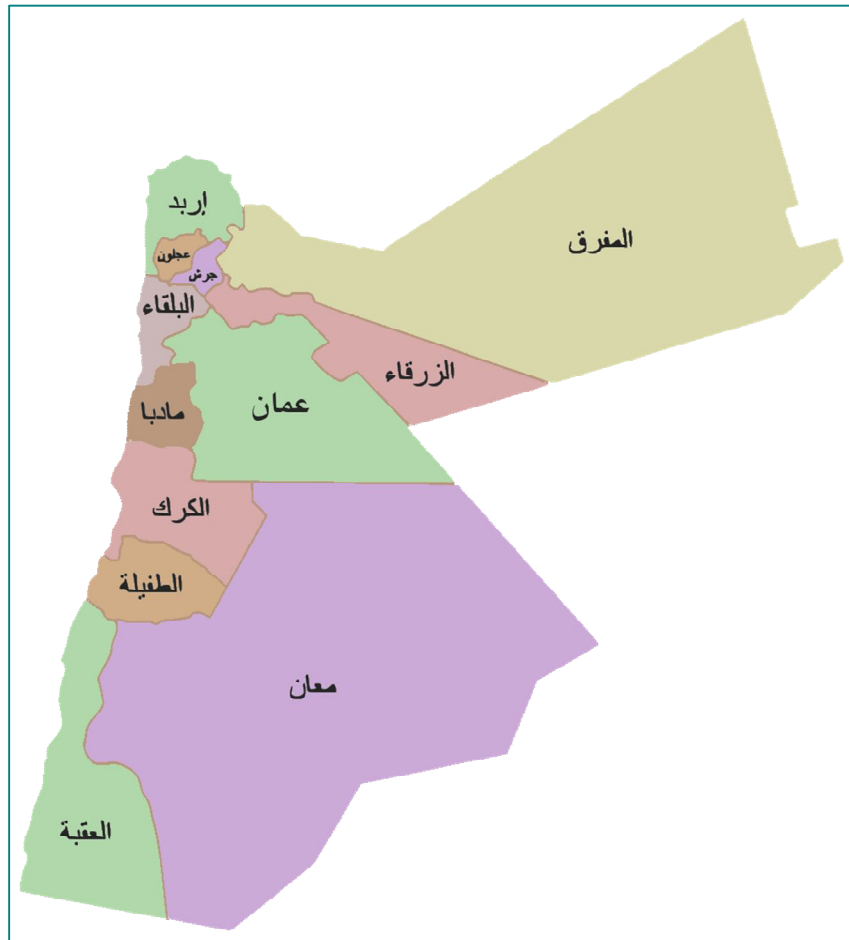 إربد
المفرق
عجلون
جرش
البلقاء
الزرقاء
عمان
مادبا
الكرك
الطفيلة
معان
العقبة